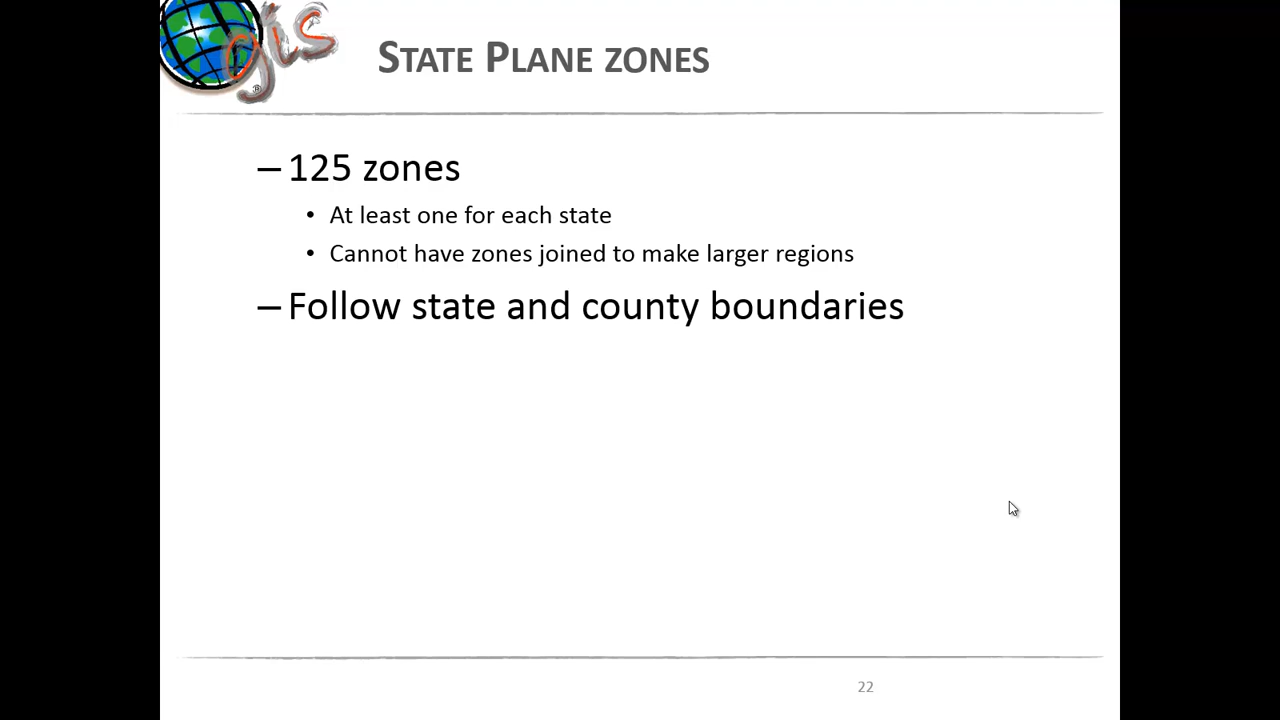 gis
®
STATE PLANE ZONES
– 125 zones
• At least one for each state
• Cannot have zones joined to make larger regions
– Follow state and county boundaries
22